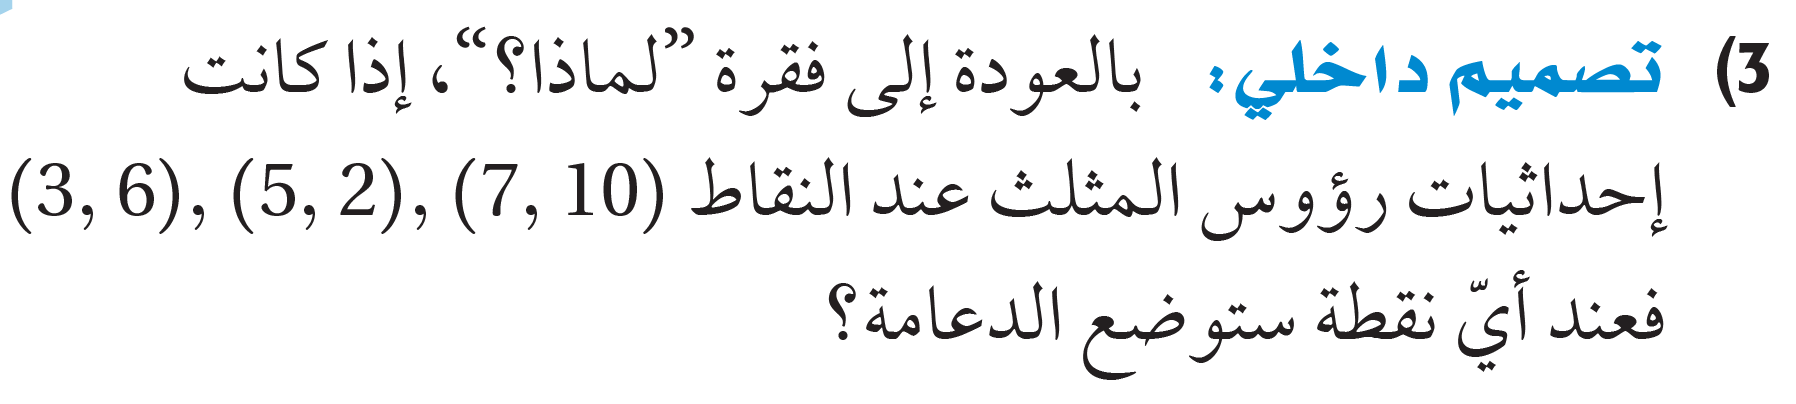 3) تصميم داخلي: بالعودة إلى فقرة ”لماذا؟“، إذا كانت
إحداثيات رؤوس المثلث عند النقاط (3, 6), (5, 2), (7, 10)
فعند أيّ نقطة ستوضع الدعامة؟